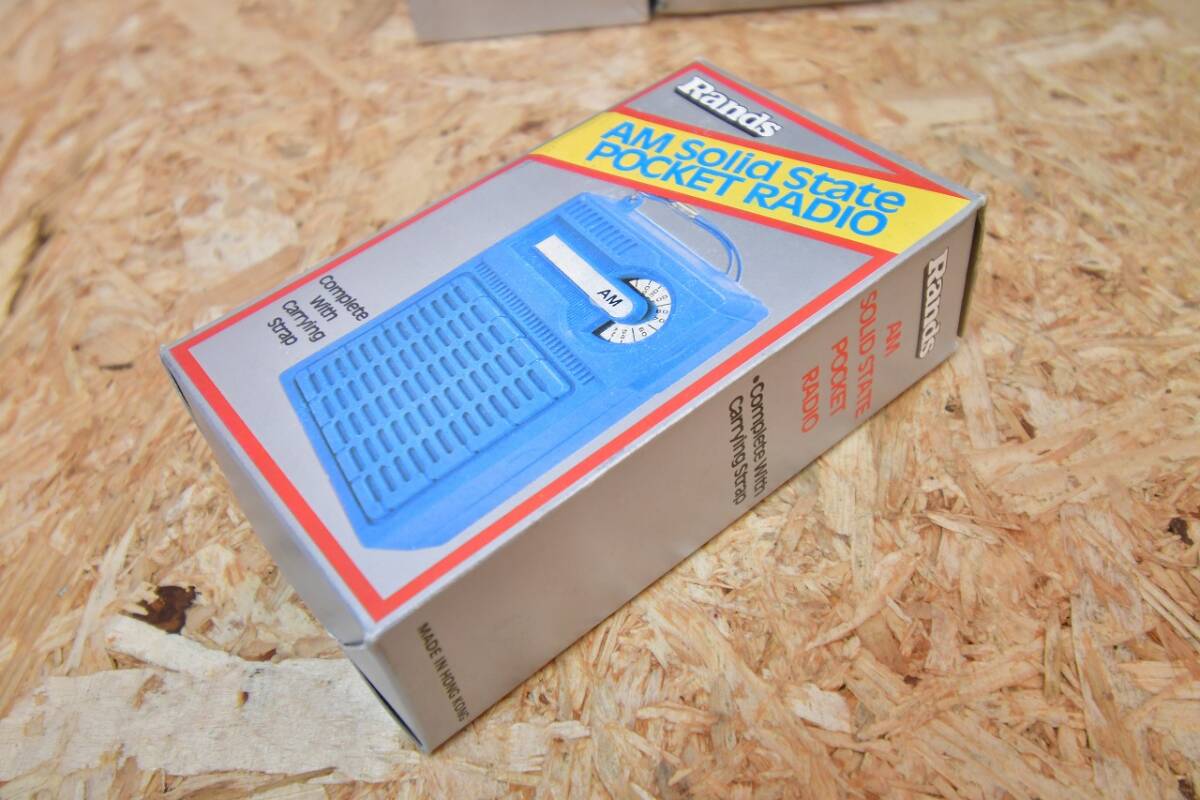 Rands
AM Solid State
POCKET RADIO
AM
Complete
With
Carrying
Strap
Rands
AM
SOLID STATE
POCKET
RADIO
•Complete With
Carrying Strap
MADE IN HONG KONG